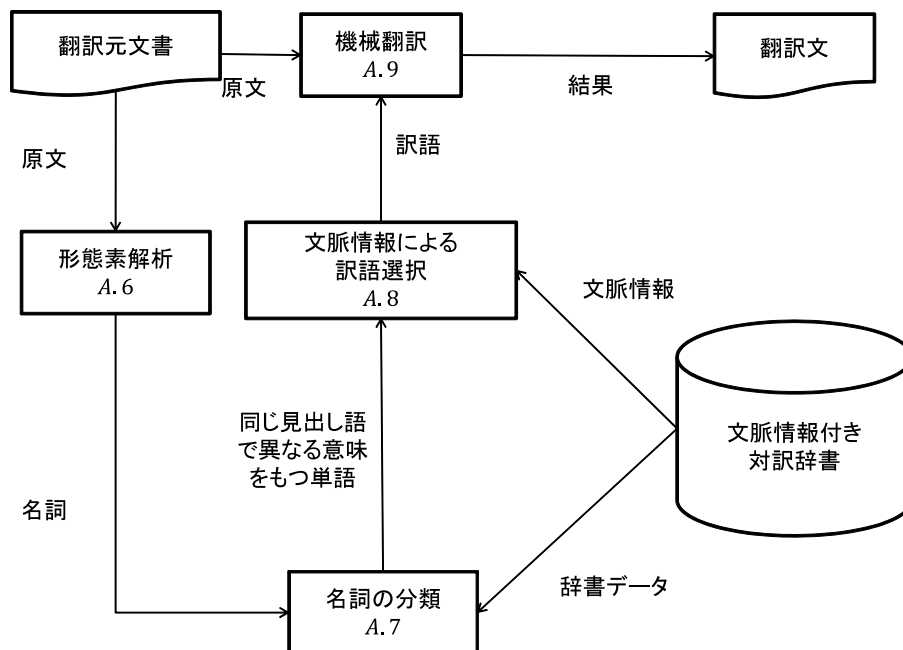 翻訳元文書
機械翻訳
A.9
翻訳文
原文
結果
原文
訳語
形態素解析
A.6
文脈情報による
訳語選択
A.8
文脈情報
同じ見出し語
で異なる意味
をもつ単語
文脈情報付き
対訳辞書
名詞
辞書データ
名詞の分類
A.7